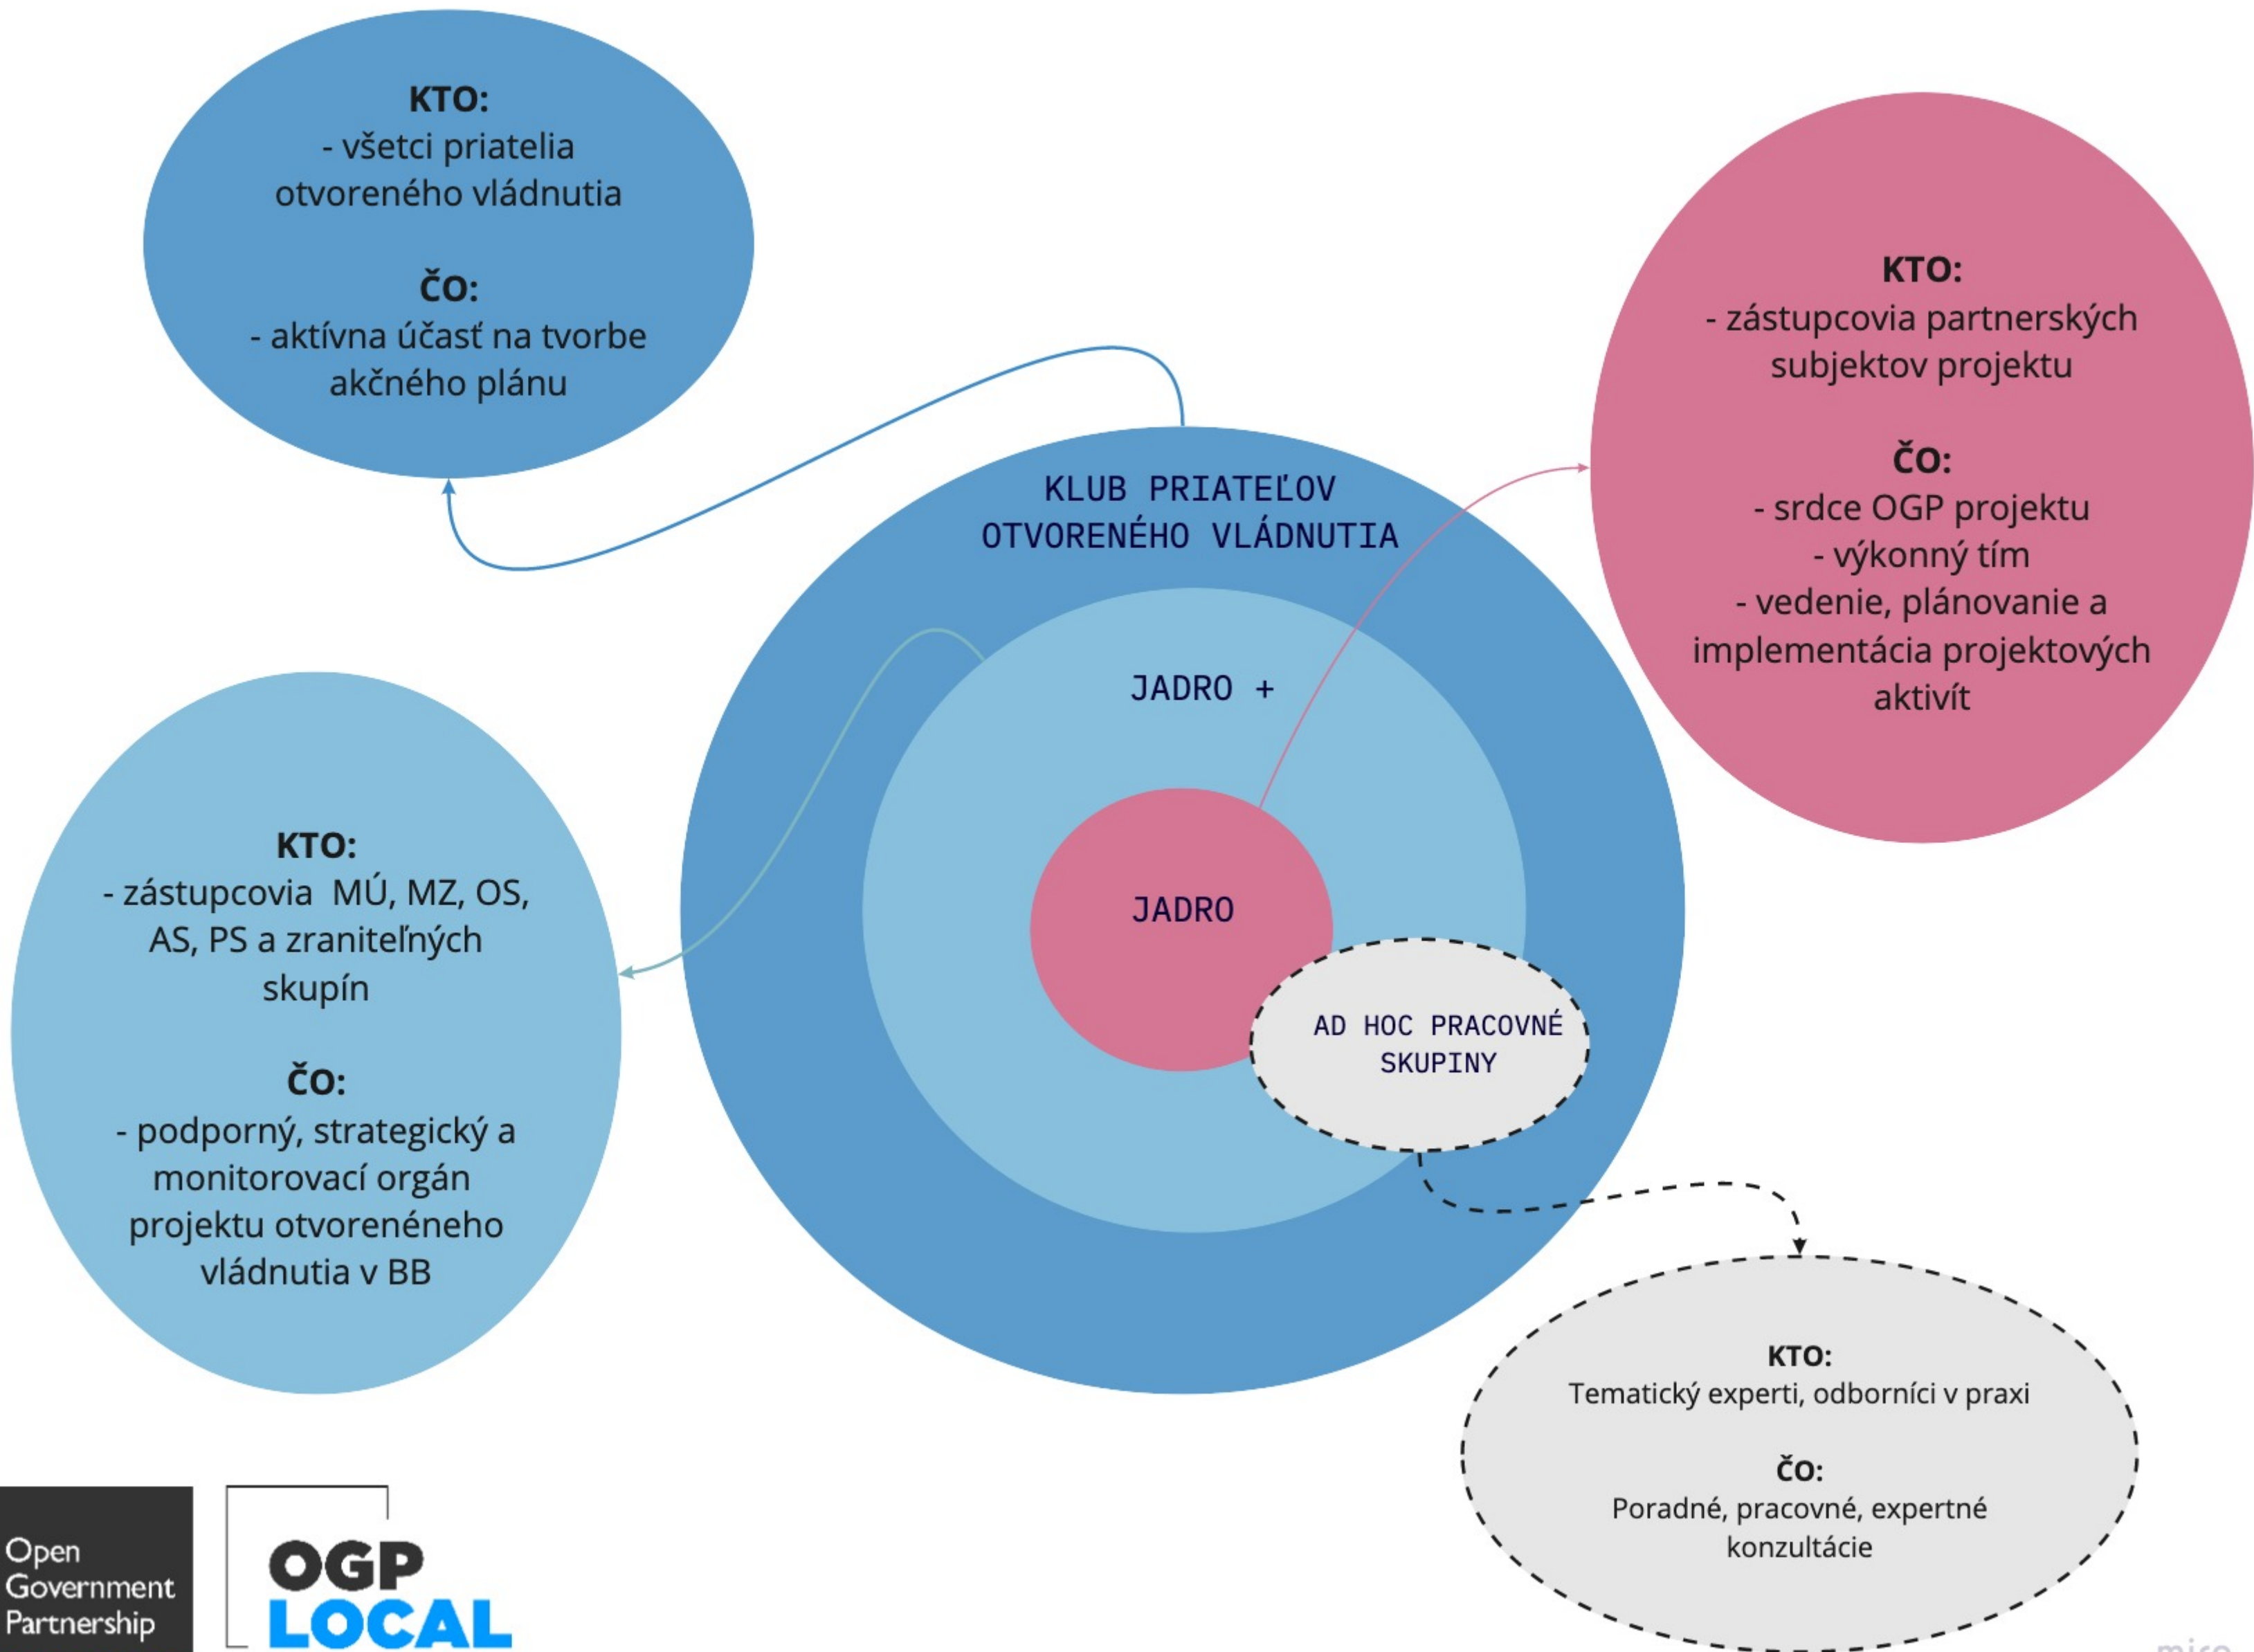 KTO:
- všetci priatelia
otvoreného vládnutia
ČO:
- aktívna účasť na tvorbe
akčného plánu
KTO:
- zástupcovia partnerských
subjektov projektu
ČO:
- srdce OGP projektu
- výkonný tím
- vedenie, plánovanie a
implementácia projektových
aktivít
KLUB PRIATEĽOV
OTVORENÉHO VLÁDNUTIA
JADRO +
JADRO
AD HOC PRACOVNÉ
SKUPINY
KTO:
- zástupcovia MÚ, MZ, OS,
AS, PS a zraniteľných
skupín
ČO:
- podporný, strategický a
monitorovací orgán
projektu otvorenéneho
vládnutia v BB
KTO:
Tematický experti, odborníci v praxi
ČO:
Poradné, pracovné, expertné
konzultácie
Open
Government
Partnership
OGP
LOCAL
miro